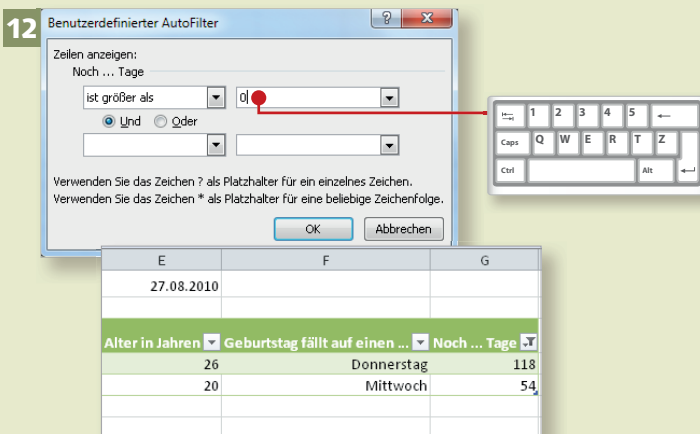 12
Benutzerdefinierter AutoFilter
Zeilen anzeigen:
Noch ... Tage
ist größer als 0
Und Oder
Verwenden Sie das Zeichen ? als Platzhalter für ein einzelnes Zeichen.
Verwenden Sie das Zeichen * als Platzhalter für eine beliebige Zeichenfolge.
OK Abbrechen
1 2 3 4 5
Caps Q W E R T Z
Ctrl Alt
E F G
27.08.2010
Alter in Jahren Geburtstag fällt auf einen ... Noch ... Tage
26 Donnerstag 118
20 Mittwoch 54